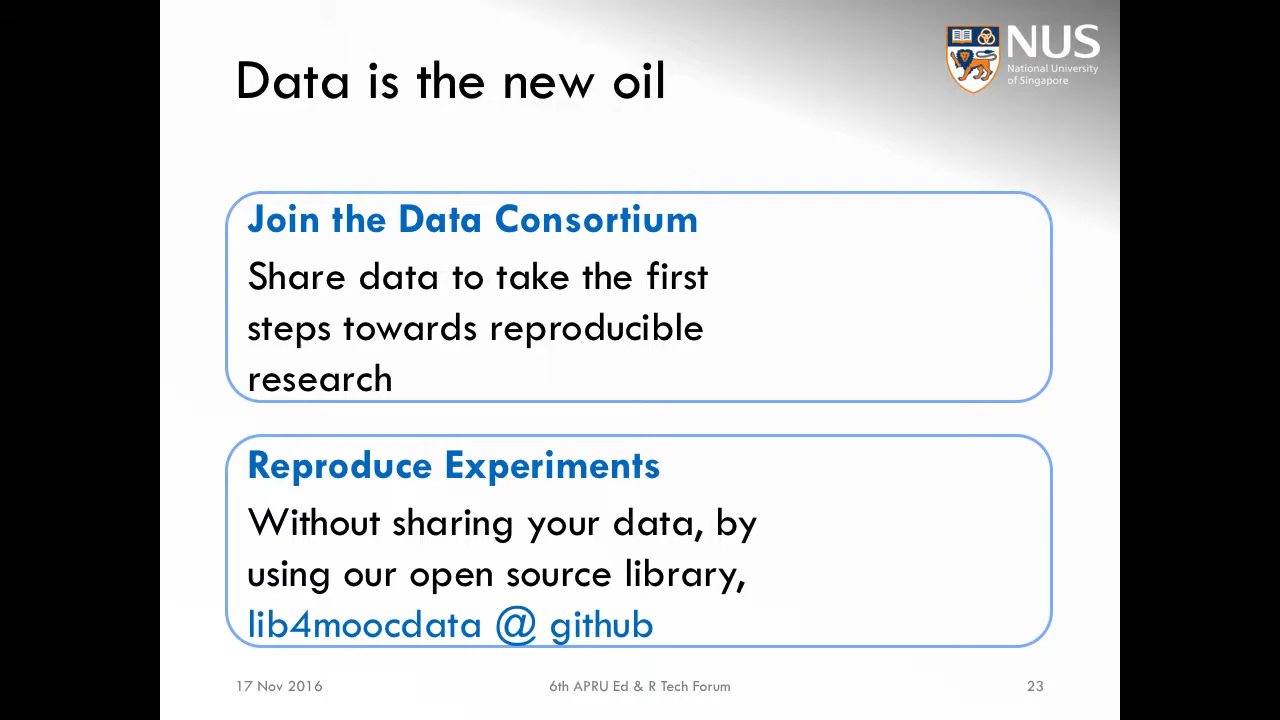 Data is the new oil
NUS
National University
of Singapore
Join the Data Consortium
Share data to take the first
steps towards reproducible
research
Reproduce Experiments
Without sharing your data, by
using our open source library,
lib4moocdata @ github
17 Nov 2016
6th APRU Ed & R Tech Forum
23